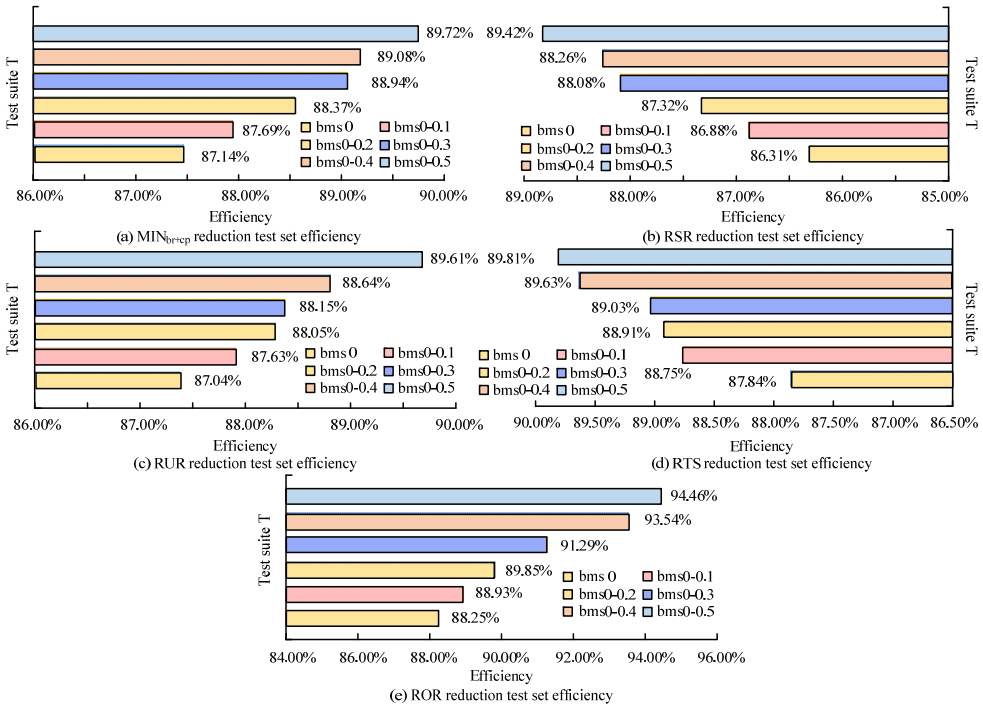 Test suite T
89.72%
89.08%
88.94%
88.37%
87.69%
87.14%
bms 0 bms0-0.1
bms0-0.2 bms0-0.3
bms0-0.4 bms0-0.5
86.00% 87.00% 88.00% 89.00% 90.00%
Efficiency
(a) MINbr+cp reduction test set efficiency
89.42%
88.26%
88.08%
87.32%
86.88%
86.31%
Test suite T
bms 0 bms0-0.1
bms0-0.2 bms0-0.3
bms0-0.4 bms0-0.5
89.00% 88.00% 87.00% 86.00% 85.00%
Efficiency
(b) RSR reduction test set efficiency
Test suite T
89.61%
88.64%
88.15%
88.05%
87.63%
87.04%
bms 0 bms0-0.1
bms0-0.2 bms0-0.3
bms0-0.4 bms0-0.5
86.00% 87.00% 88.00% 89.00% 90.00%
Efficiency
(c) RUR reduction test set efficiency
89.81%
89.63%
89.03%
88.91%
88.75%
87.84%
Test suite T
bms 0 bms0-0.1
bms0-0.2 bms0-0.3
bms0-0.4 bms0-0.5
90.00% 89.50% 89.00% 88.50% 88.00% 87.50% 87.00% 86.50%
Efficiency
(d) RTS reduction test set efficiency
Test suite T
94.46%
93.54%
91.29%
89.85%
88.93%
88.25%
bms 0 bms0-0.1
bms0-0.2 bms0-0.3
bms0-0.4 bms0-0.5
84.00% 86.00% 88.00% 90.00% 92.00% 94.00% 96.00%
Efficiency
(e) ROR reduction test set efficiency